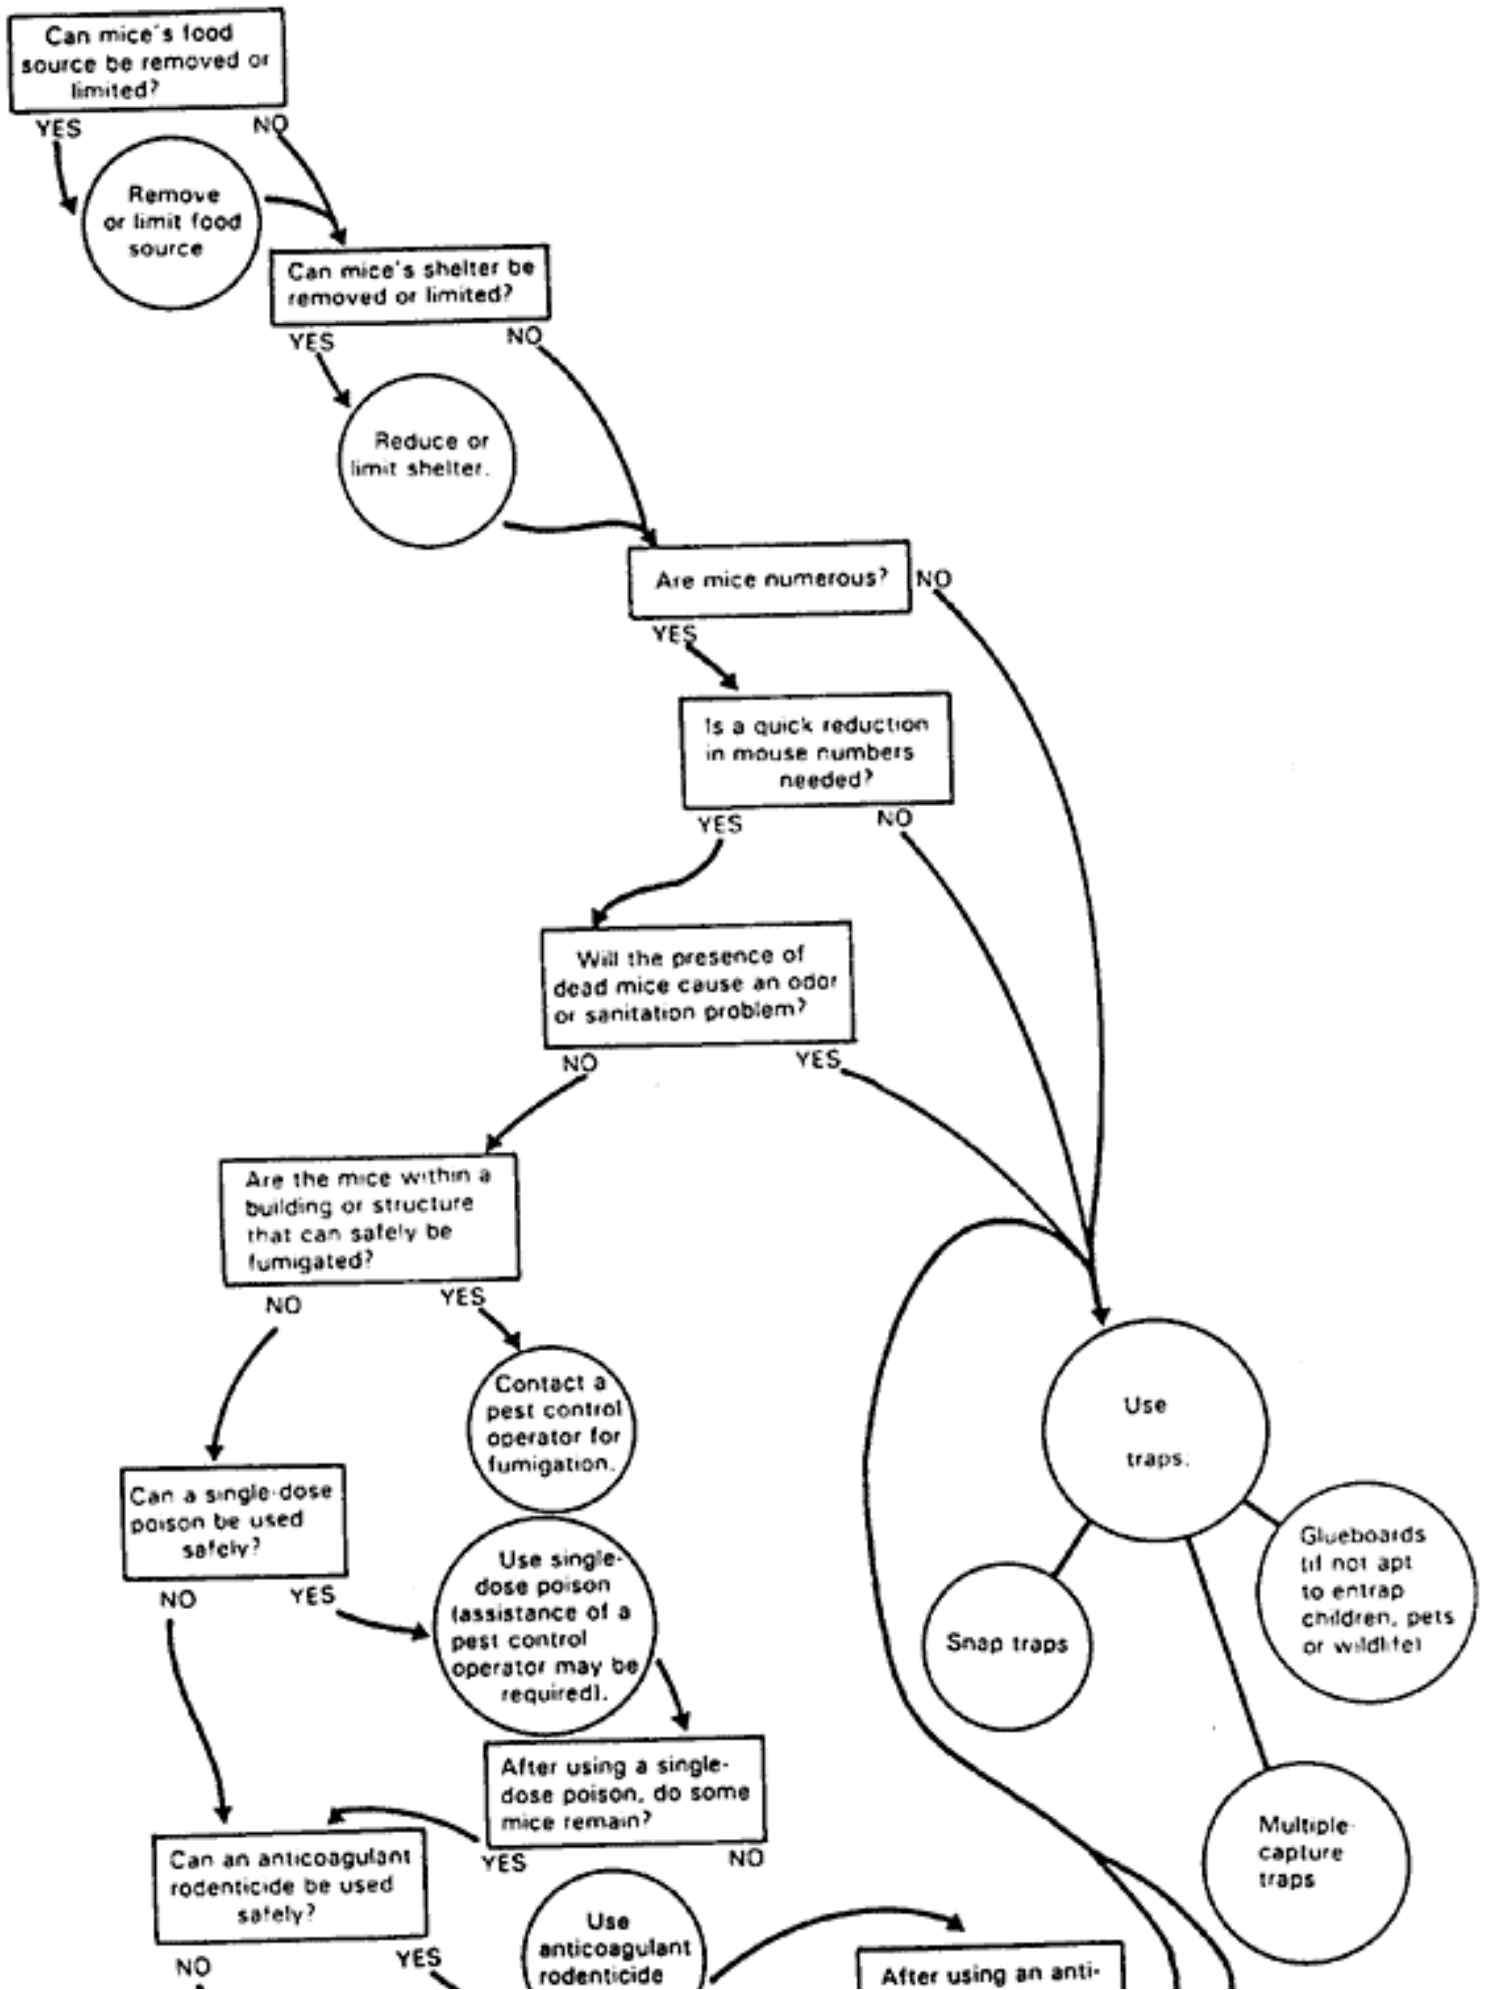 Can mice's food
source be removed or
limited?
YES
NO
Remove
or limit food
source
Can mice's shelter be
removed or limited?
YES
NO
Reduce or
limit shelter.
Are mice numerous?
NO
YES
Is a quick reduction
in mouse numbers
needed?
YES
NO
Will the presence of
dead mice cause an odor
or sanitation problem?
NO
YES
Are the mice within a
building or structure
that can safely be
fumigated?
NO
YES
Contact a
pest control
operator for
fumigation.
Use
traps.
Can a single-dose
poison be used
safely?
NO
YES
Use single-
dose poison
(assistance of a
pest control
operator may be
required).
Snap traps
Glueboards
(if not apt
to entrap
children, pets
or wildlife)
After using a single-
dose poison, do some
mice remain?
YES
NO
Multiple-
capture
traps
Can an anticoagulant
rodenticide be used
safely?
NO
YES
Use
anticoagulant
rodenticide
After using an anti-